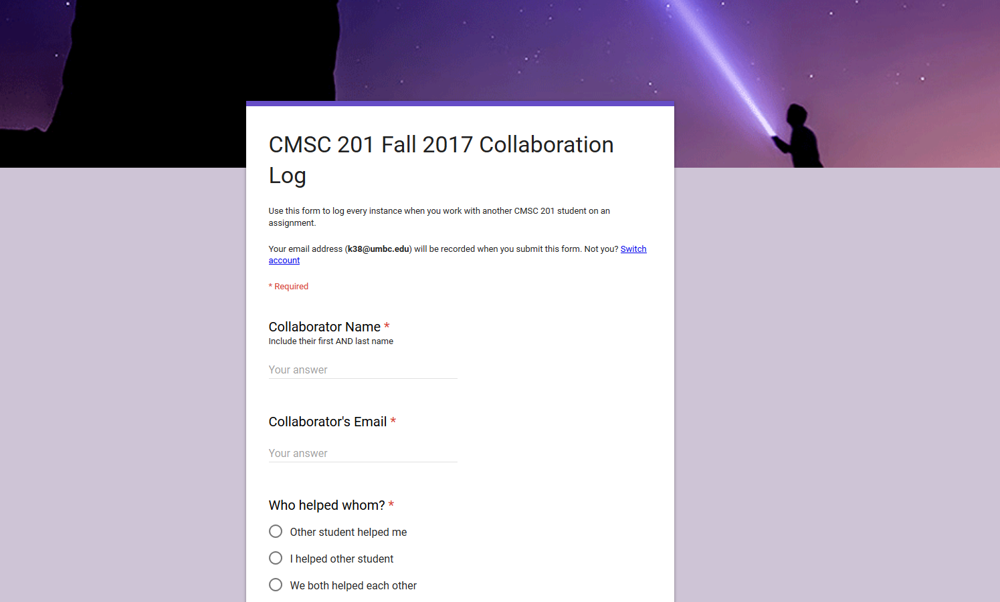 CMSC 201 Fall 2017 Collaboration
Log
Use this form to log every instance when you work with another CMSC 201 student on an
assignment.
Your email address (k38@umbc.edu) will be recorded when you submit this form. Not you? Switch
account
* Required
Collaborator Name *
Include their first AND last name
Your answer
Collaborator's Email *
Your answer
Who helped whom? *
Other student helped me
I helped other student
We both helped each other